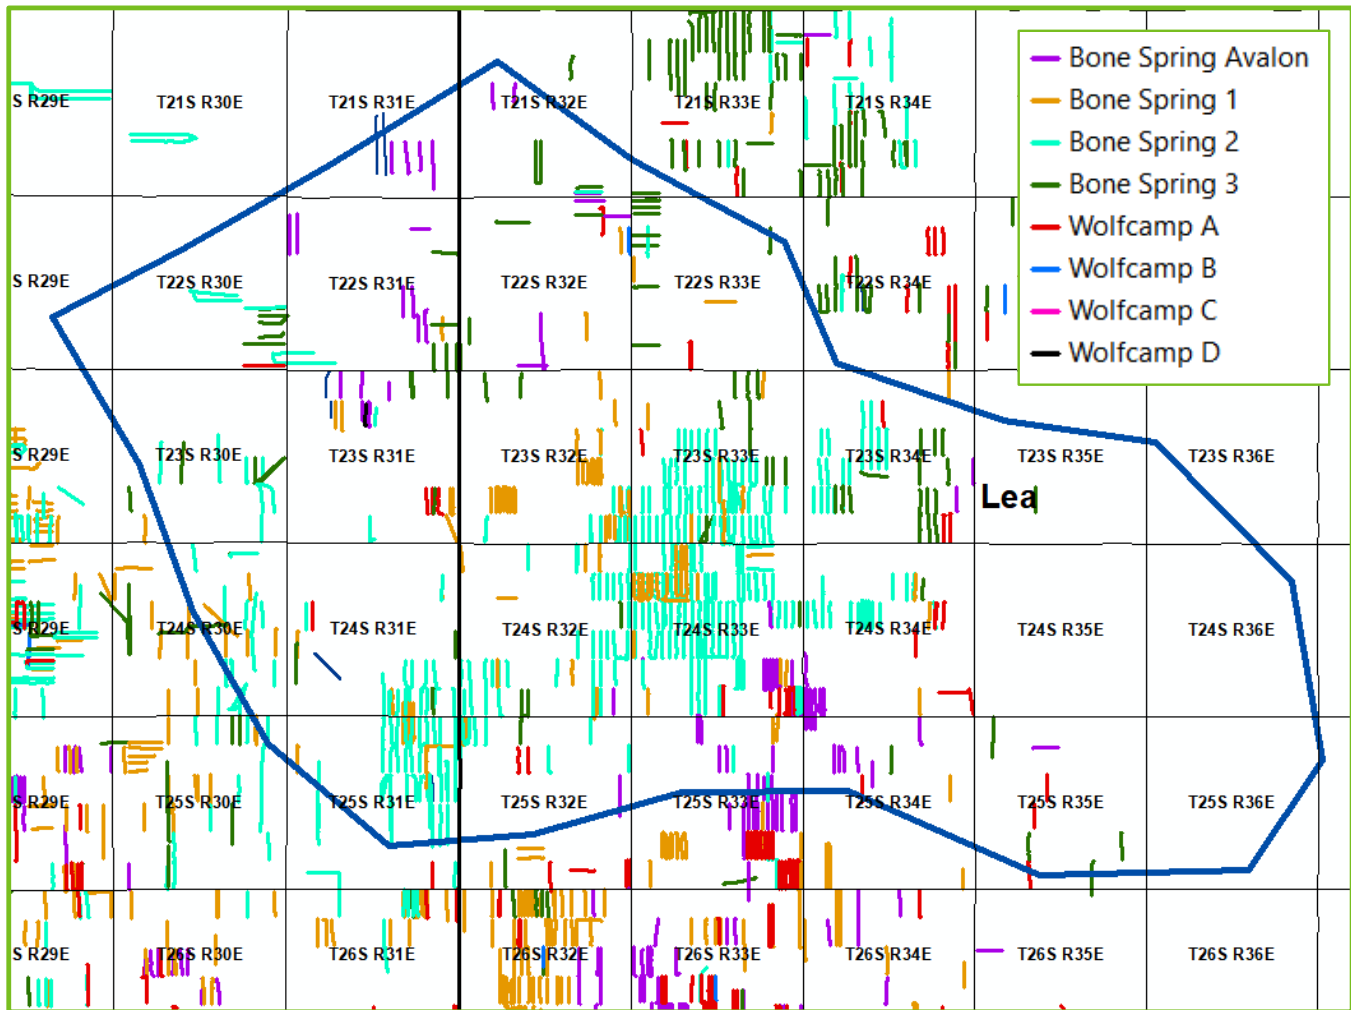 S R29E T21S R30E T21S R31E T21S R32E T21S R33E T21S R34E
Bone Spring Avalon
Bone Spring 1
Bone Spring 2
Bone Spring 3
Wolfcamp A
Wolfcamp B
Wolfcamp C
Wolfcamp D
S R29E T22S R30E T22S R31E T22S R32E T22S R33E T22S R34E
S R29E T23S R30E T23S R31E T23S R32E T23S R33E T23S R34E T23S R35E T23S R36E
Lea
S R29E T24S R30E T24S R31E T24S R32E T24S R33E T24S R34E T24S R35E T24S R36E
S R29E T25S R30E T25S R31E T25S R32E T25S R33E T25S R34E T25S R35E T25S R36E
S R29E T26S R30E T26S R31E T26S R32E T26S R33E T26S R34E T26S R35E T26S R36E